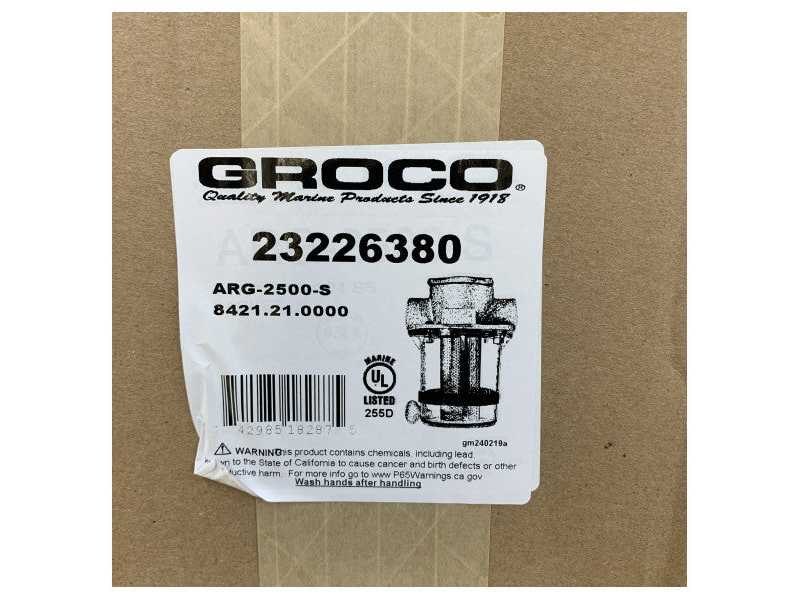 GROCO®
Quality Marine Products Since 1918
23226380
ARG-2500-S
8421.21.0000
MARINE
UL
LISTED
255D
42985 18287 5
gm240219a
WARNING: This product contains chemicals, including lead,
to the State of California to cause cancer and birth defects or other
harm. For more info go to www.P65Warnings.ca.gov
Wash hands after handling